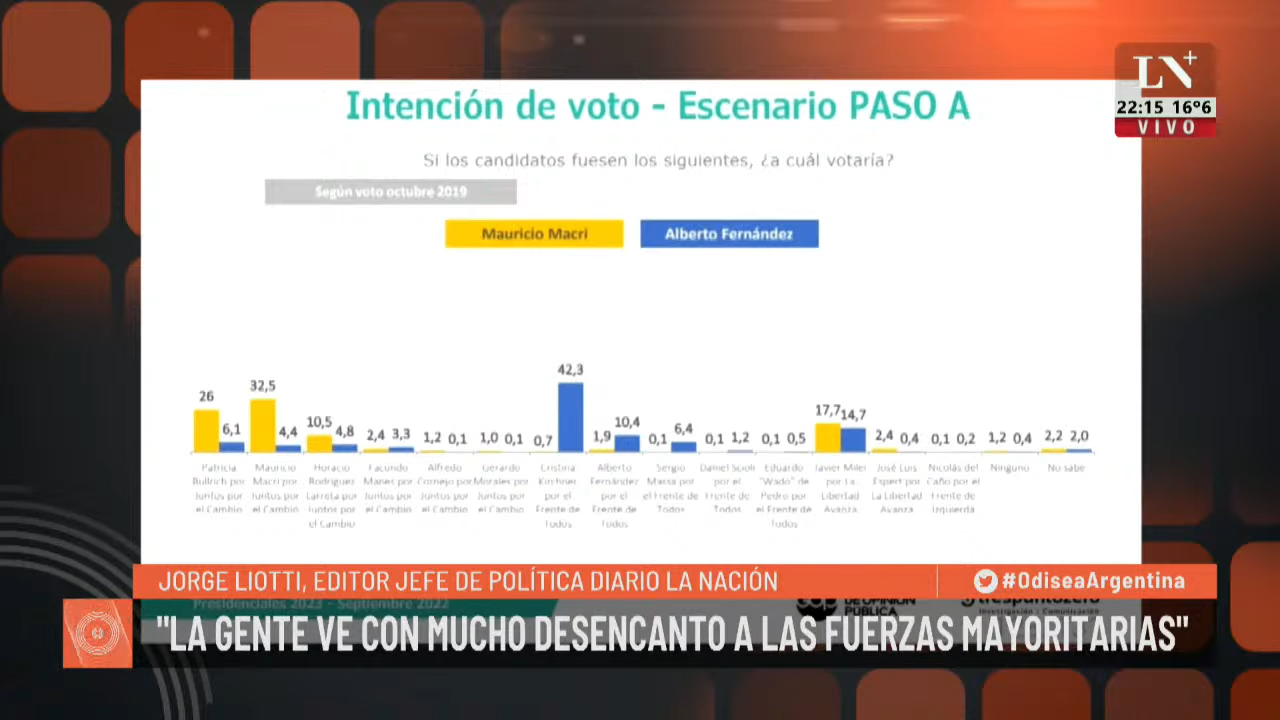 Intención de voto - Escenario PASO A
LN+
22:15 16°6
VIVO
Si los candidatos fuesen los siguientes, ¿a cuál votaría?
Según voto octubre 2019
Mauricio Macri
Alberto Fernández
26 6,1 32,5 4,4 10,5 4,8 2,4 3,3 1,2 0,1 1,0 0,1 0,7 42,3 1,9 10,4 0,1 6,4 0,1 1,2 0,1 0,5 17,7 14,7 2,4 0,4 0,1 0,2 1,2 0,4 2,2 2,0
Patricia
Bullrich por
Juntos por
el Cambio
Mauricio
Macri por
Juntos por
el Cambio
Horacio
Rodriguez
Larreta por
Juntos por
el Cambio
Facundo
Manes por
Juntos por
el Cambio
Alfredo
Cornejo por
Juntos por
el Cambio
Gerardo
Morales por
Juntos por
el Cambio
Cristina
Kirchner
por el
Frente de
Todos
Alberto
Fernández
por el
Frente de
Todos
Sergio
Massa por
el Frente de
Todos
Daniel Scioli
por el
Frente de
Todos
Eduardo
"Wado" de
Pedro por
el Frente de
Todos
Javier Milei
por La
Libertad
Avanza
José Luis
Espert por
La Libertad
Avanza
Nicolás del
Caño por el
Frente de
Izquierda
Ninguno
No sabe
JORGE LIOTTI, EDITOR JEFE DE POLÍTICA DIARIO LA NACIÓN
#OdiseaArgentina
Presidenciales 2023 - Septiembre 2022
DE OPINIÓN
PÚBLICA
trespuntozero
Investigación | Comunicación
"LA GENTE VE CON MUCHO DESENCANTO A LAS FUERZAS MAYORITARIAS"